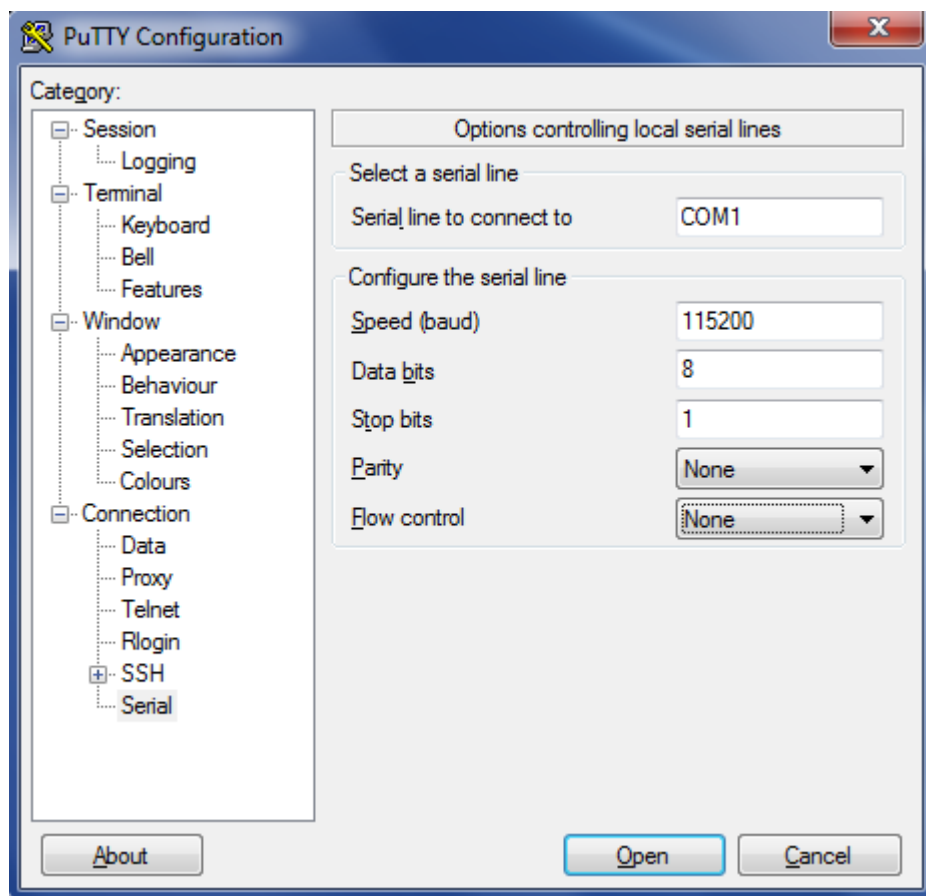 PuTTY Configuration
Category:
Session
Logging
Terminal
Keyboard
Bell
Features
Window
Appearance
Behaviour
Translation
Selection
Colours
Connection
Data
Proxy
Telnet
Rlogin
SSH
Serial
Options controlling local serial lines
Select a serial line
Serial line to connect to COM1
Configure the serial line
Speed (baud) 115200
Data bits 8
Stop bits 1
Parity None
Flow control None
About Open Cancel